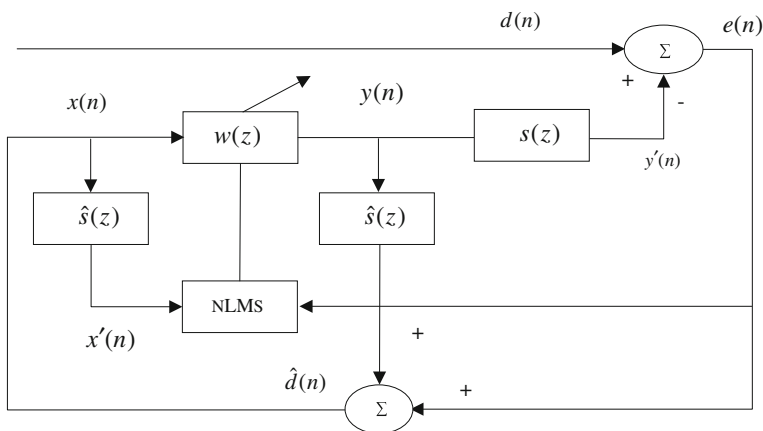 d(n)
e(n)
Σ
+
-
x(n)
y(n)
w(z)
s(z)
y′(n)
ŝ(z)
ŝ(z)
NLMS
x′(n)
+
d̂(n)
+
Σ